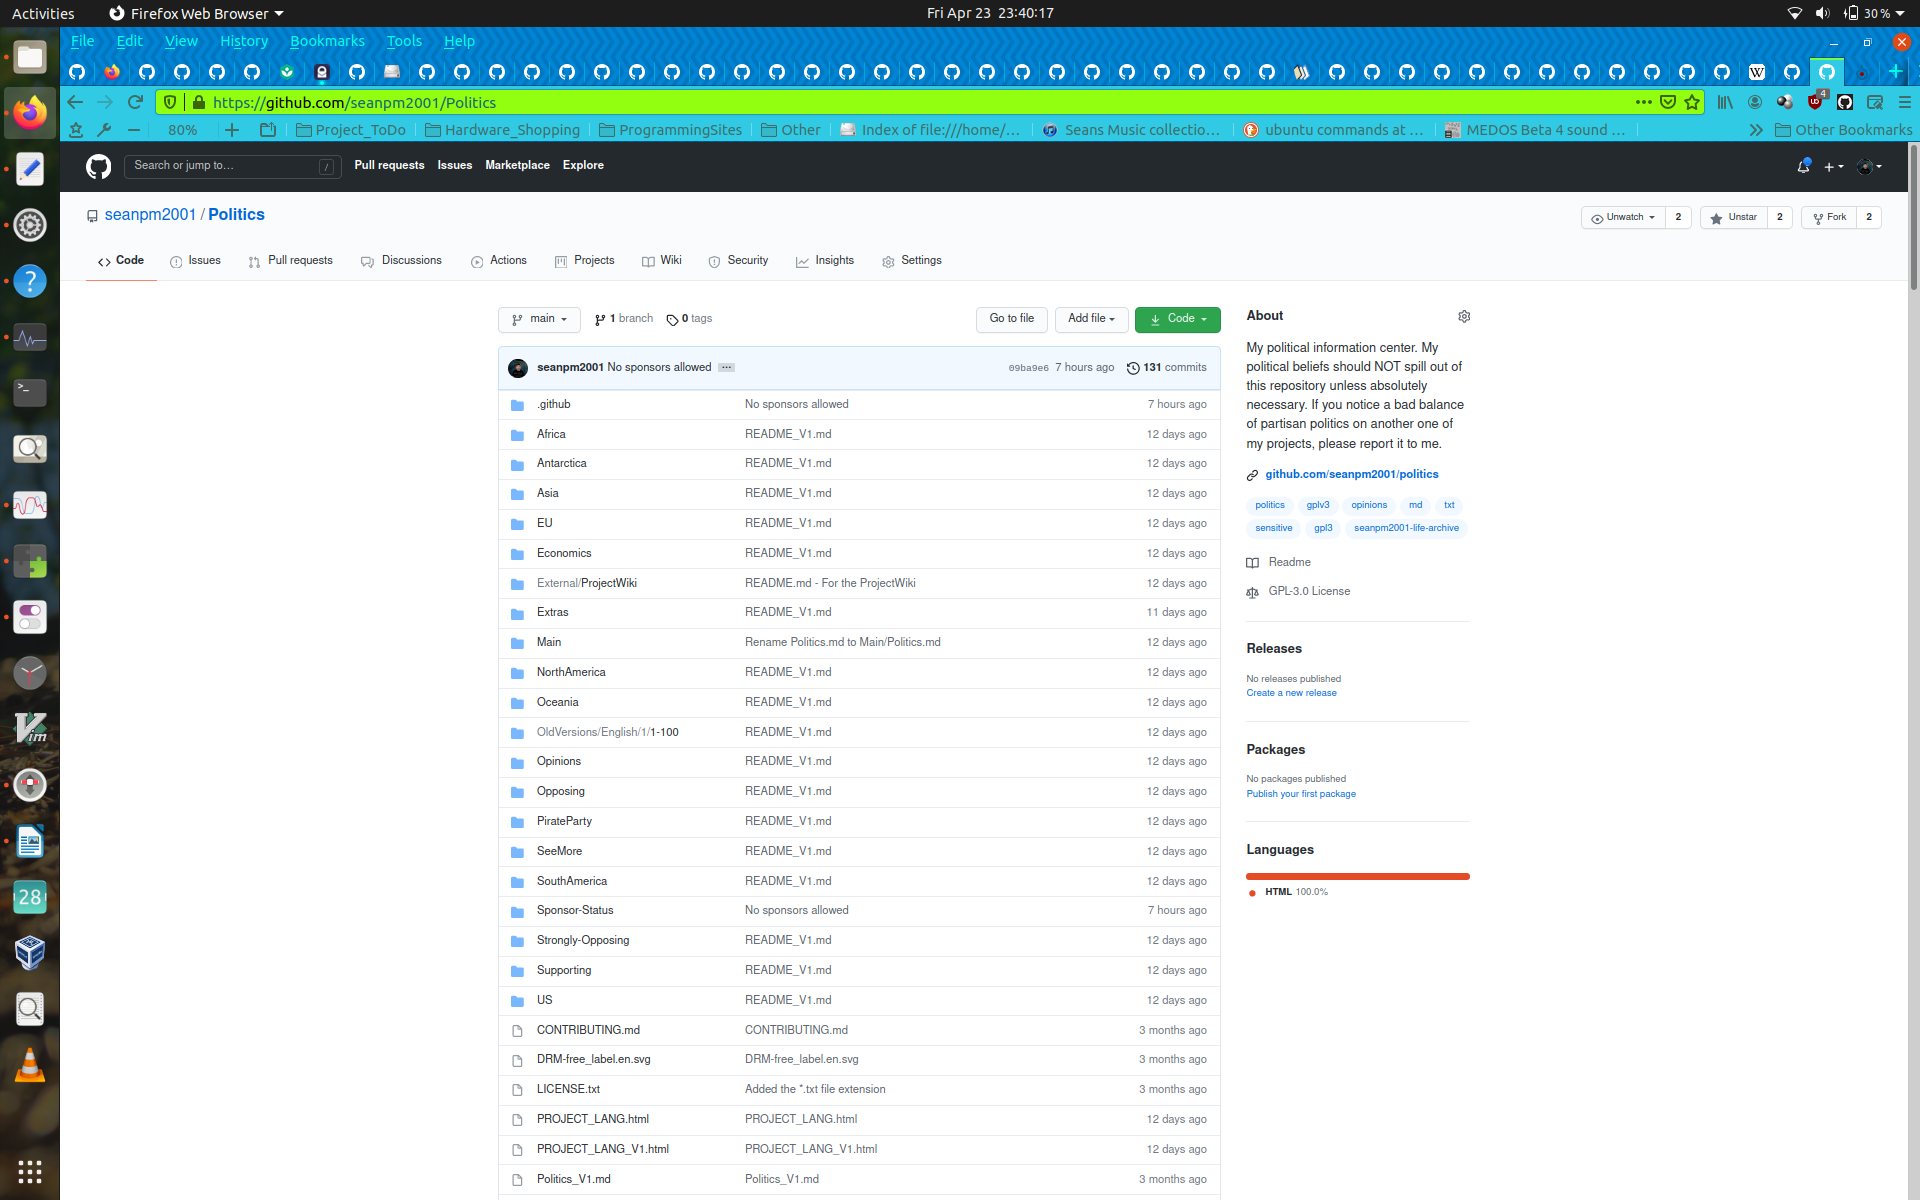 Activities Firefox Web Browser Fri Apr 23 23:40:17 30 %
File Edit View History Bookmarks Tools Help
W
https://github.com/seanpm2001/Politics 4
80% Project_ToDo Hardware_Shopping ProgrammingSites Other Index of file:///home/… Seans Music collectio… ubuntu commands at … MEDOS Beta 4 sound … Other Bookmarks
Search or jump to… / Pull requests Issues Marketplace Explore
seanpm2001 / Politics Unwatch 2 Unstar 2 Fork 2
Code Issues Pull requests Discussions Actions Projects Wiki Security Insights Settings
main 1 branch 0 tags Go to file Add file Code
seanpm2001 No sponsors allowed … 09ba9e6 7 hours ago 131 commits
.github No sponsors allowed 7 hours ago
Africa README_V1.md 12 days ago
Antarctica README_V1.md 12 days ago
Asia README_V1.md 12 days ago
EU README_V1.md 12 days ago
Economics README_V1.md 12 days ago
External/ProjectWiki README.md - For the ProjectWiki 12 days ago
Extras README_V1.md 11 days ago
Main Rename Politics.md to Main/Politics.md 12 days ago
NorthAmerica README_V1.md 12 days ago
Oceania README_V1.md 12 days ago
OldVersions/English/1/1-100 README_V1.md 12 days ago
Opinions README_V1.md 12 days ago
Opposing README_V1.md 12 days ago
PirateParty README_V1.md 12 days ago
SeeMore README_V1.md 12 days ago
SouthAmerica README_V1.md 12 days ago
Sponsor-Status No sponsors allowed 7 hours ago
Strongly-Opposing README_V1.md 12 days ago
Supporting README_V1.md 12 days ago
US README_V1.md 12 days ago
CONTRIBUTING.md CONTRIBUTING.md 3 months ago
DRM-free_label.en.svg DRM-free_label.en.svg 3 months ago
LICENSE.txt Added the *.txt file extension 3 months ago
PROJECT_LANG.html PROJECT_LANG.html 12 days ago
PROJECT_LANG_V1.html PROJECT_LANG_V1.html 12 days ago
Politics_V1.md Politics_V1.md 3 months ago
About
My political information center. My
political beliefs should NOT spill out of
this repository unless absolutely
necessary. If you notice a bad balance
of partisan politics on another one of
my projects, please report it to me.
github.com/seanpm2001/politics
politics gplv3 opinions md txt
sensitive gpl3 seanpm2001-life-archive
Readme
GPL-3.0 License
Releases
No releases published
Create a new release
Packages
No packages published
Publish your first package
Languages
HTML 100.0%
?
>_
Vim
28